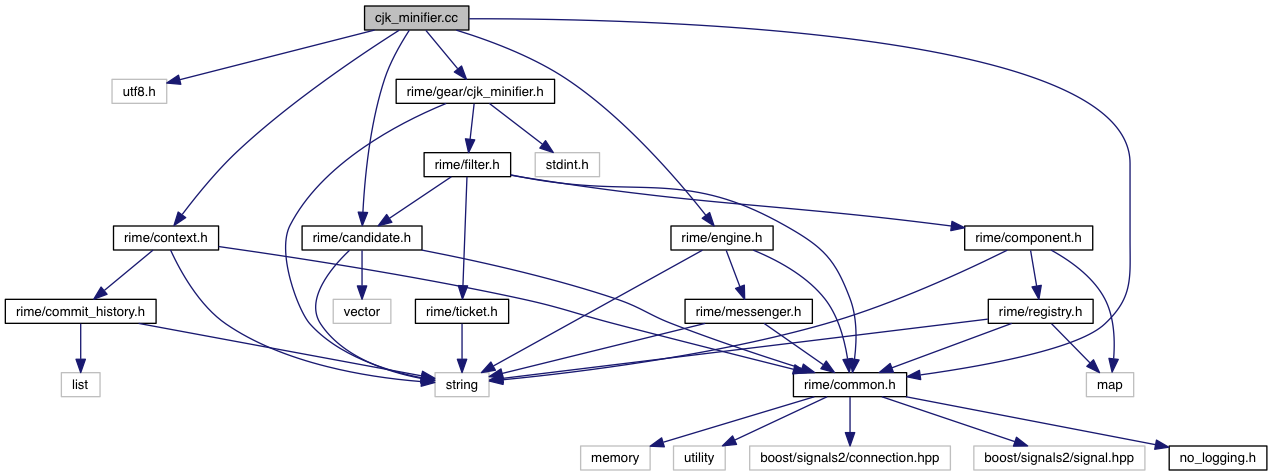 cjk_minifier.cc
utf8.h
rime/gear/cjk_minifier.h
rime/filter.h
stdint.h
rime/context.h
rime/candidate.h
rime/engine.h
rime/component.h
rime/commit_history.h
vector
rime/ticket.h
rime/messenger.h
rime/registry.h
list
string
rime/common.h
map
memory
utility
boost/signals2/connection.hpp
boost/signals2/signal.hpp
no_logging.h